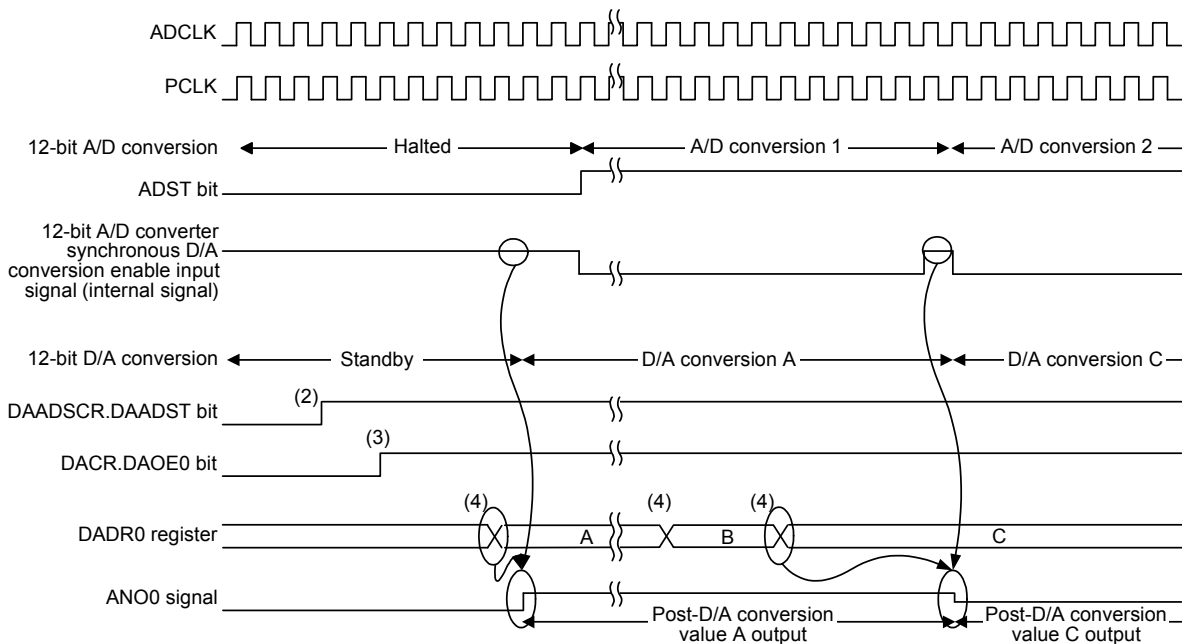 ADCLK
PCLK
12-bit A/D conversion
Halted
A/D conversion 1
A/D conversion 2
ADST bit
12-bit A/D converter
synchronous D/A
conversion enable input
signal (internal signal)
12-bit D/A conversion
Standby
D/A conversion A
D/A conversion C
(2)
DAADSCR.DAADST bit
(3)
DACR.DAOE0 bit
(4)
(4)
(4)
DADR0 register
A
B
C
ANO0 signal
Post-D/A conversion
value A output
Post-D/A conversion
value C output